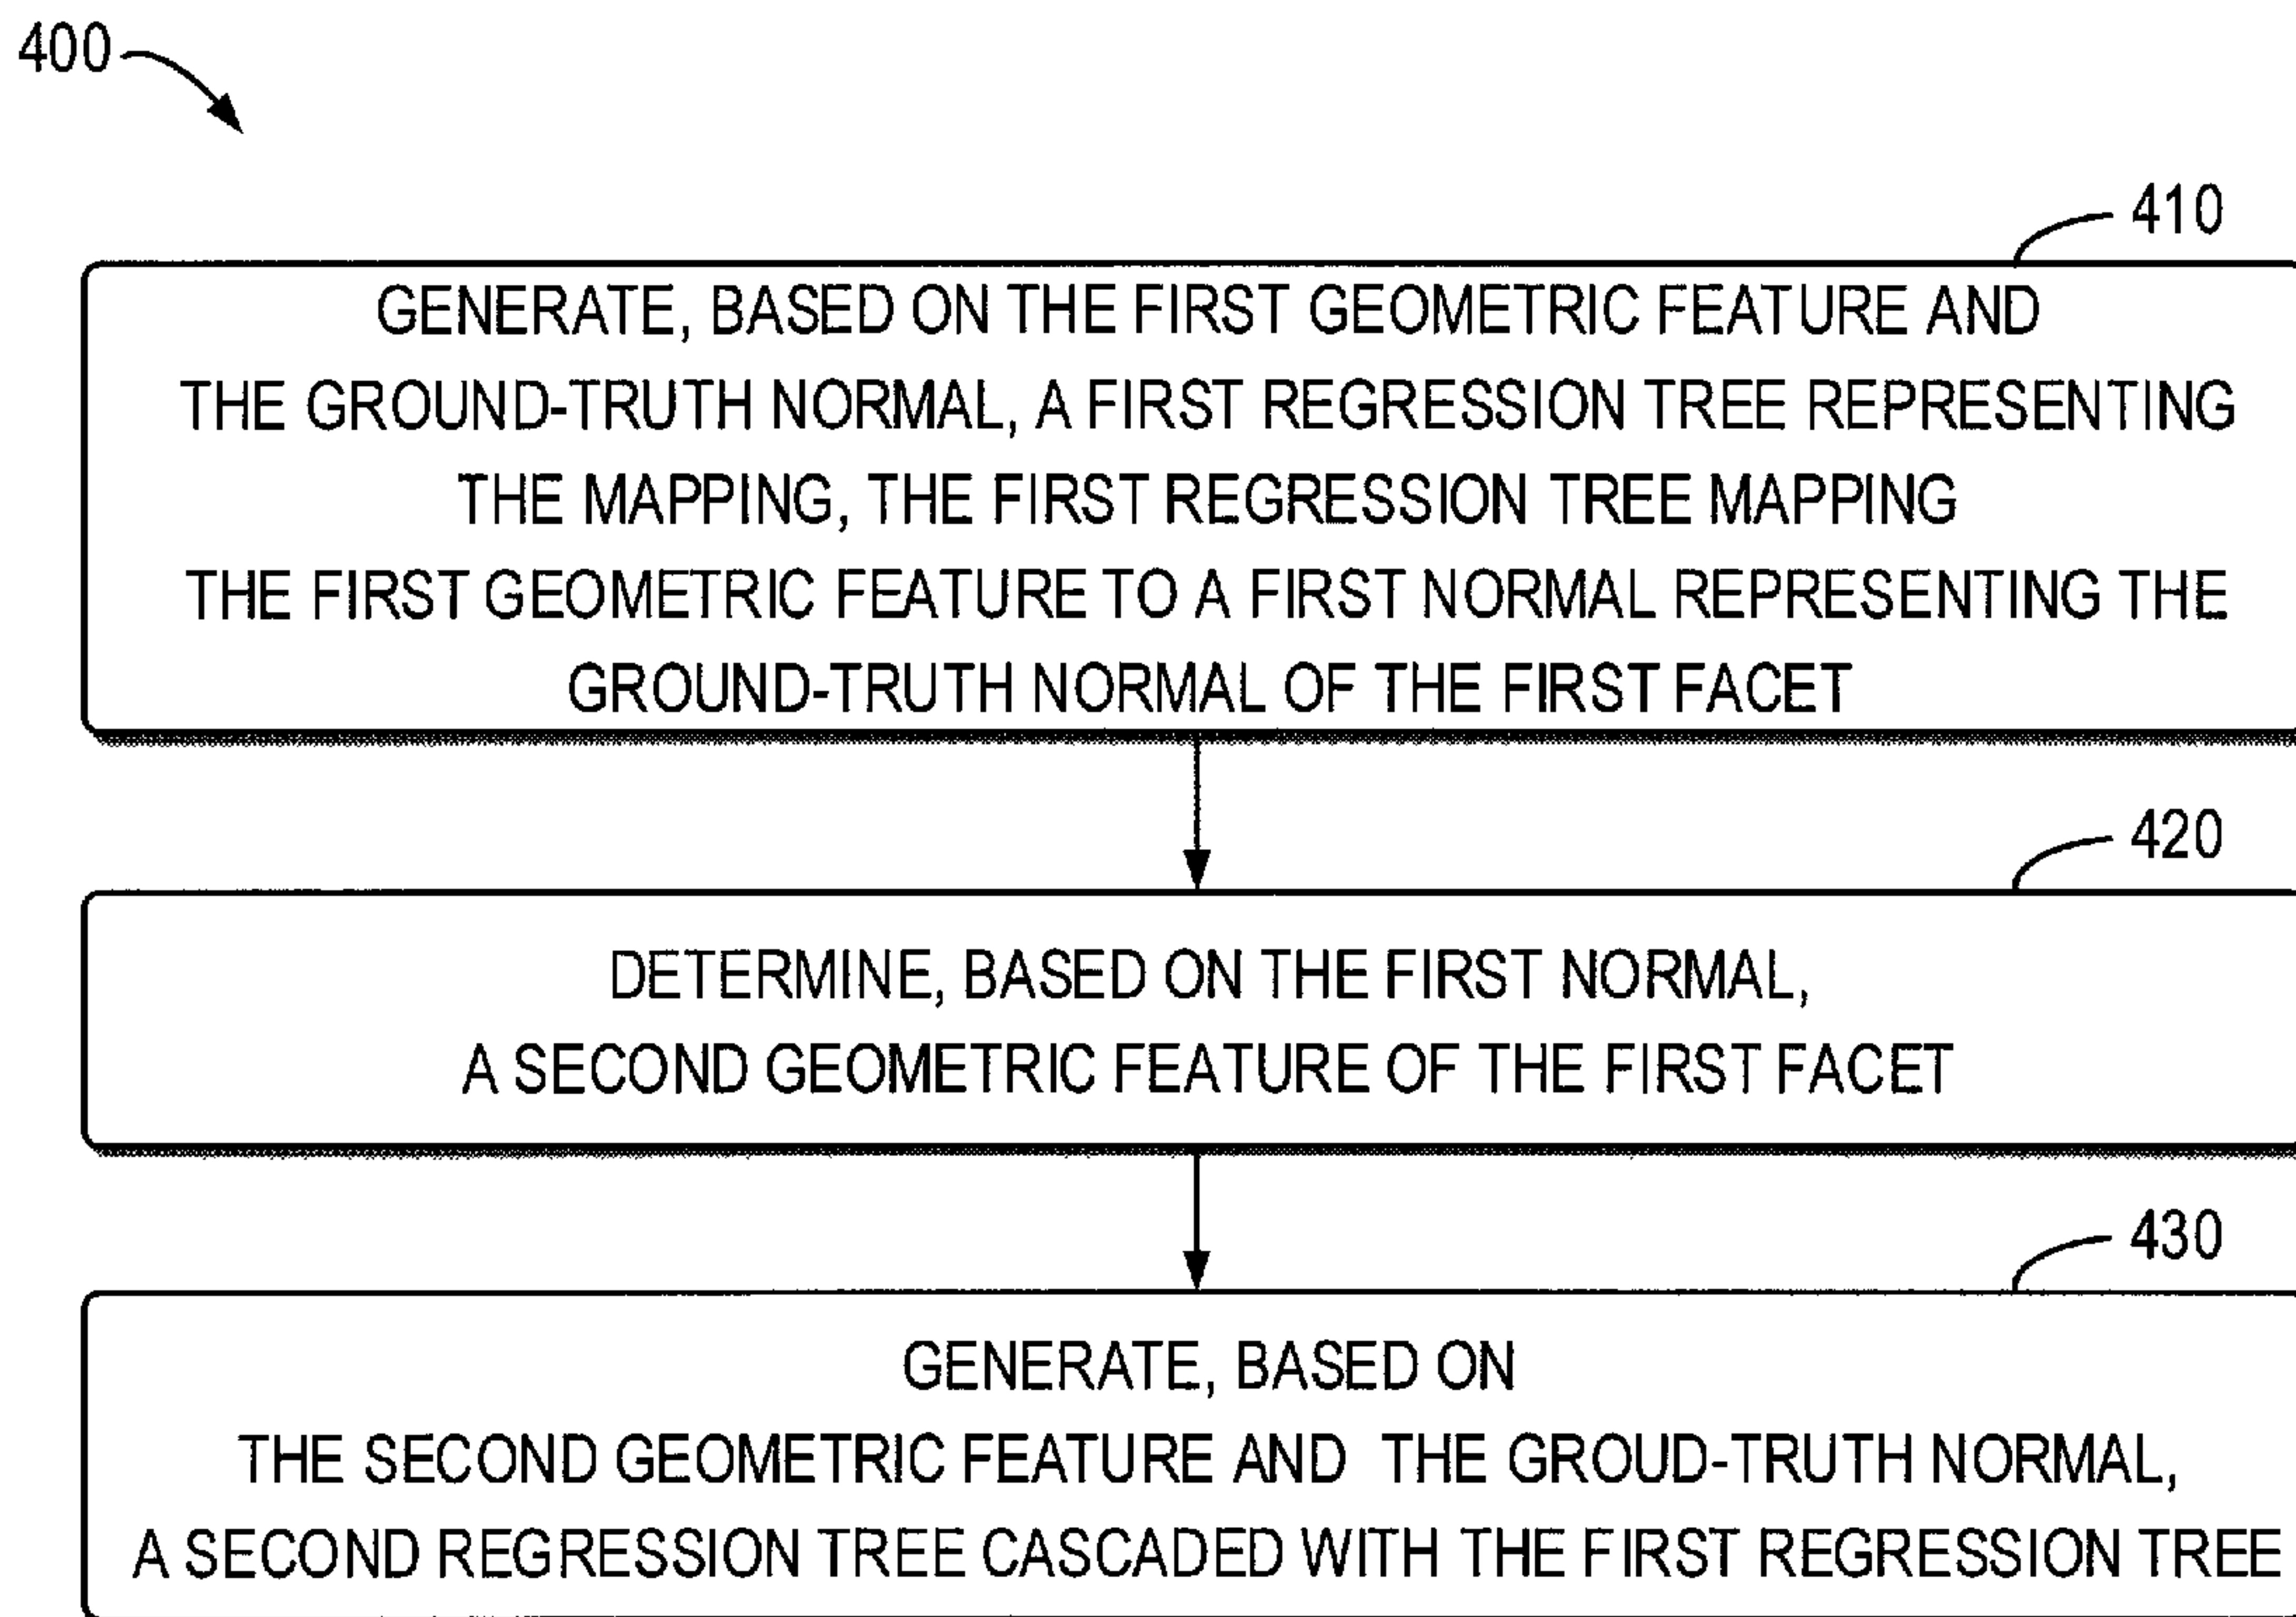 400
410
GENERATE, BASED ON THE FIRST GEOMETRIC FEATURE AND
THE GROUND-TRUTH NORMAL, A FIRST REGRESSION TREE REPRESENTING
THE MAPPING, THE FIRST REGRESSION TREE MAPPING
THE FIRST GEOMETRIC FEATURE TO A FIRST NORMAL REPRESENTING THE
GROUND-TRUTH NORMAL OF THE FIRST FACET
420
DETERMINE, BASED ON THE FIRST NORMAL,
A SECOND GEOMETRIC FEATURE OF THE FIRST FACET
430
GENERATE, BASED ON
THE SECOND GEOMETRIC FEATURE AND THE GROUD-TRUTH NORMAL,
A SECOND REGRESSION TREE CASCADED WITH THE FIRST REGRESSION TREE